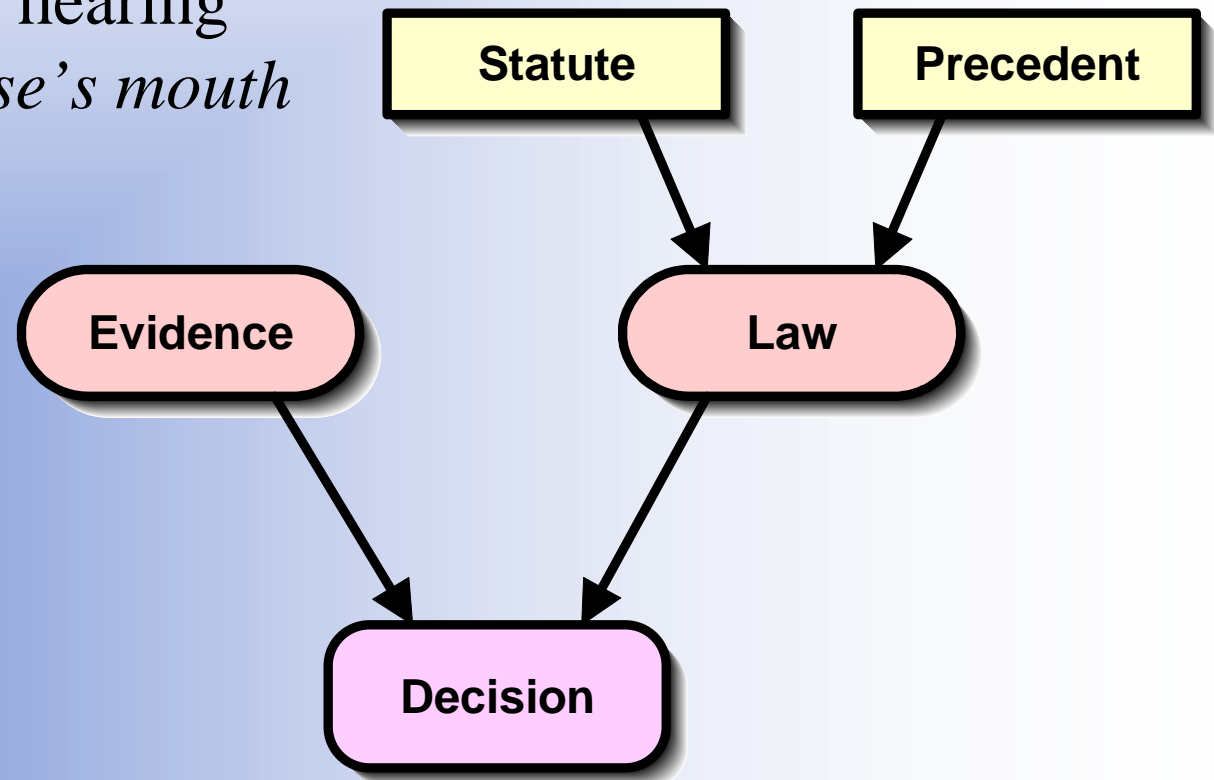 hearing
se’s mouth
Statute
Precedent
Evidence
Law
Decision